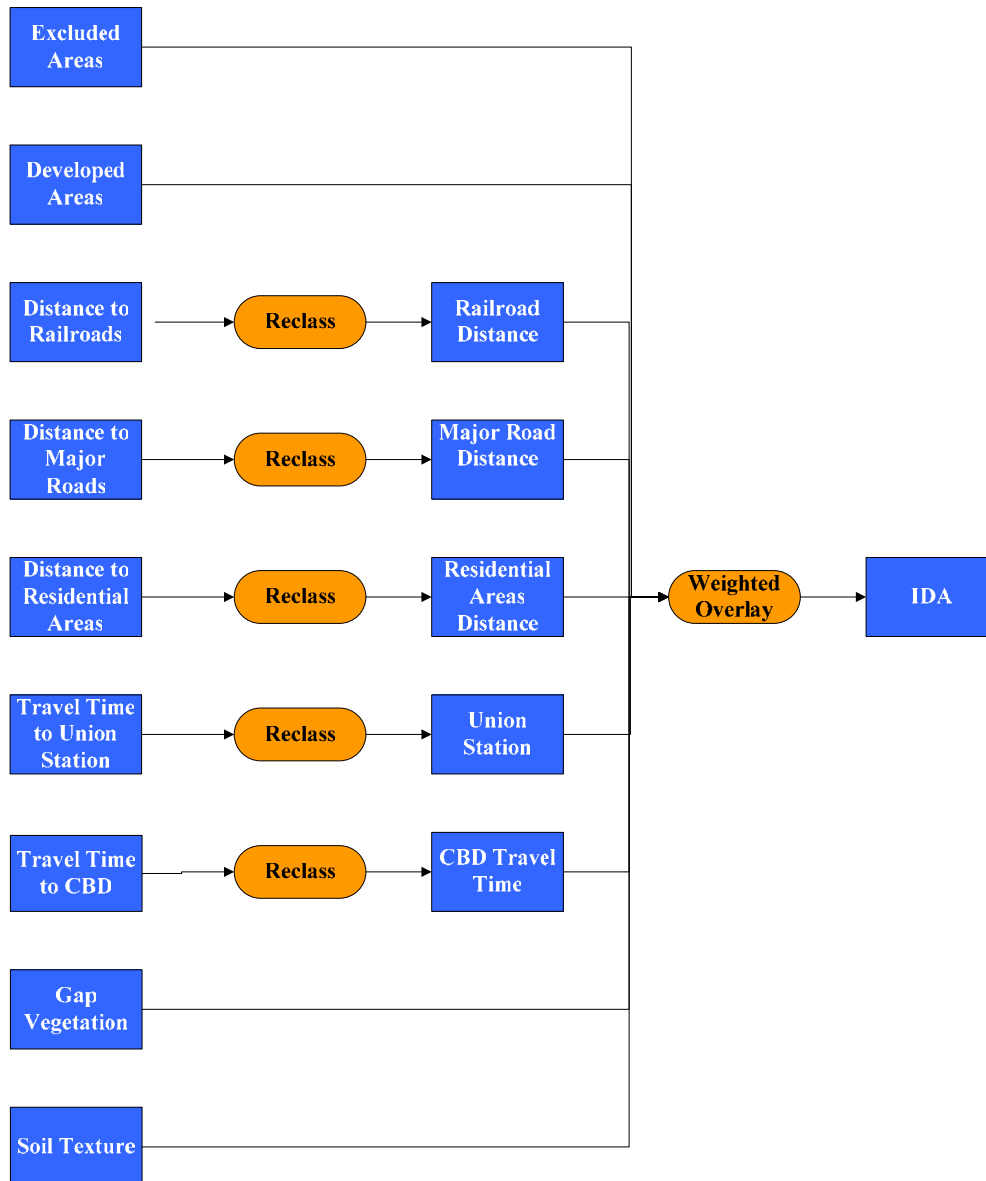 Excluded
Areas
Developed
Areas
Distance to
Railroads
Reclass
Railroad
Distance
Distance to
Major
Roads
Reclass
Major Road
Distance
Distance to
Residential
Areas
Reclass
Residential
Areas
Distance
Weighted
Overlay
IDA
Travel Time
to Union
Station
Reclass
Union
Station
Travel Time
to CBD
Reclass
CBD Travel
Time
Gap
Vegetation
Soil Texture